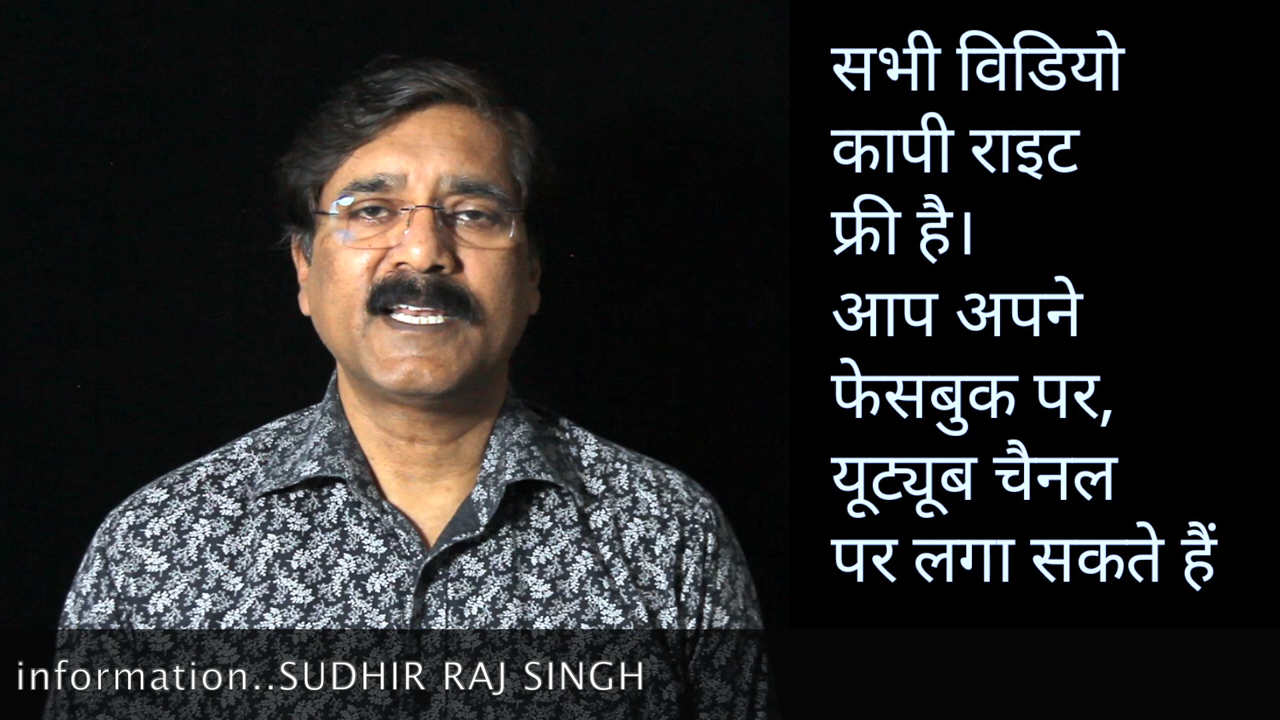 सभी विडियो
कापी राइट
फ्री है।
आप अपने
फेसबुक पर,
यूट्यूब चैनल
पर लगा सकते हैं
information..SUDHIR RAJ SINGH